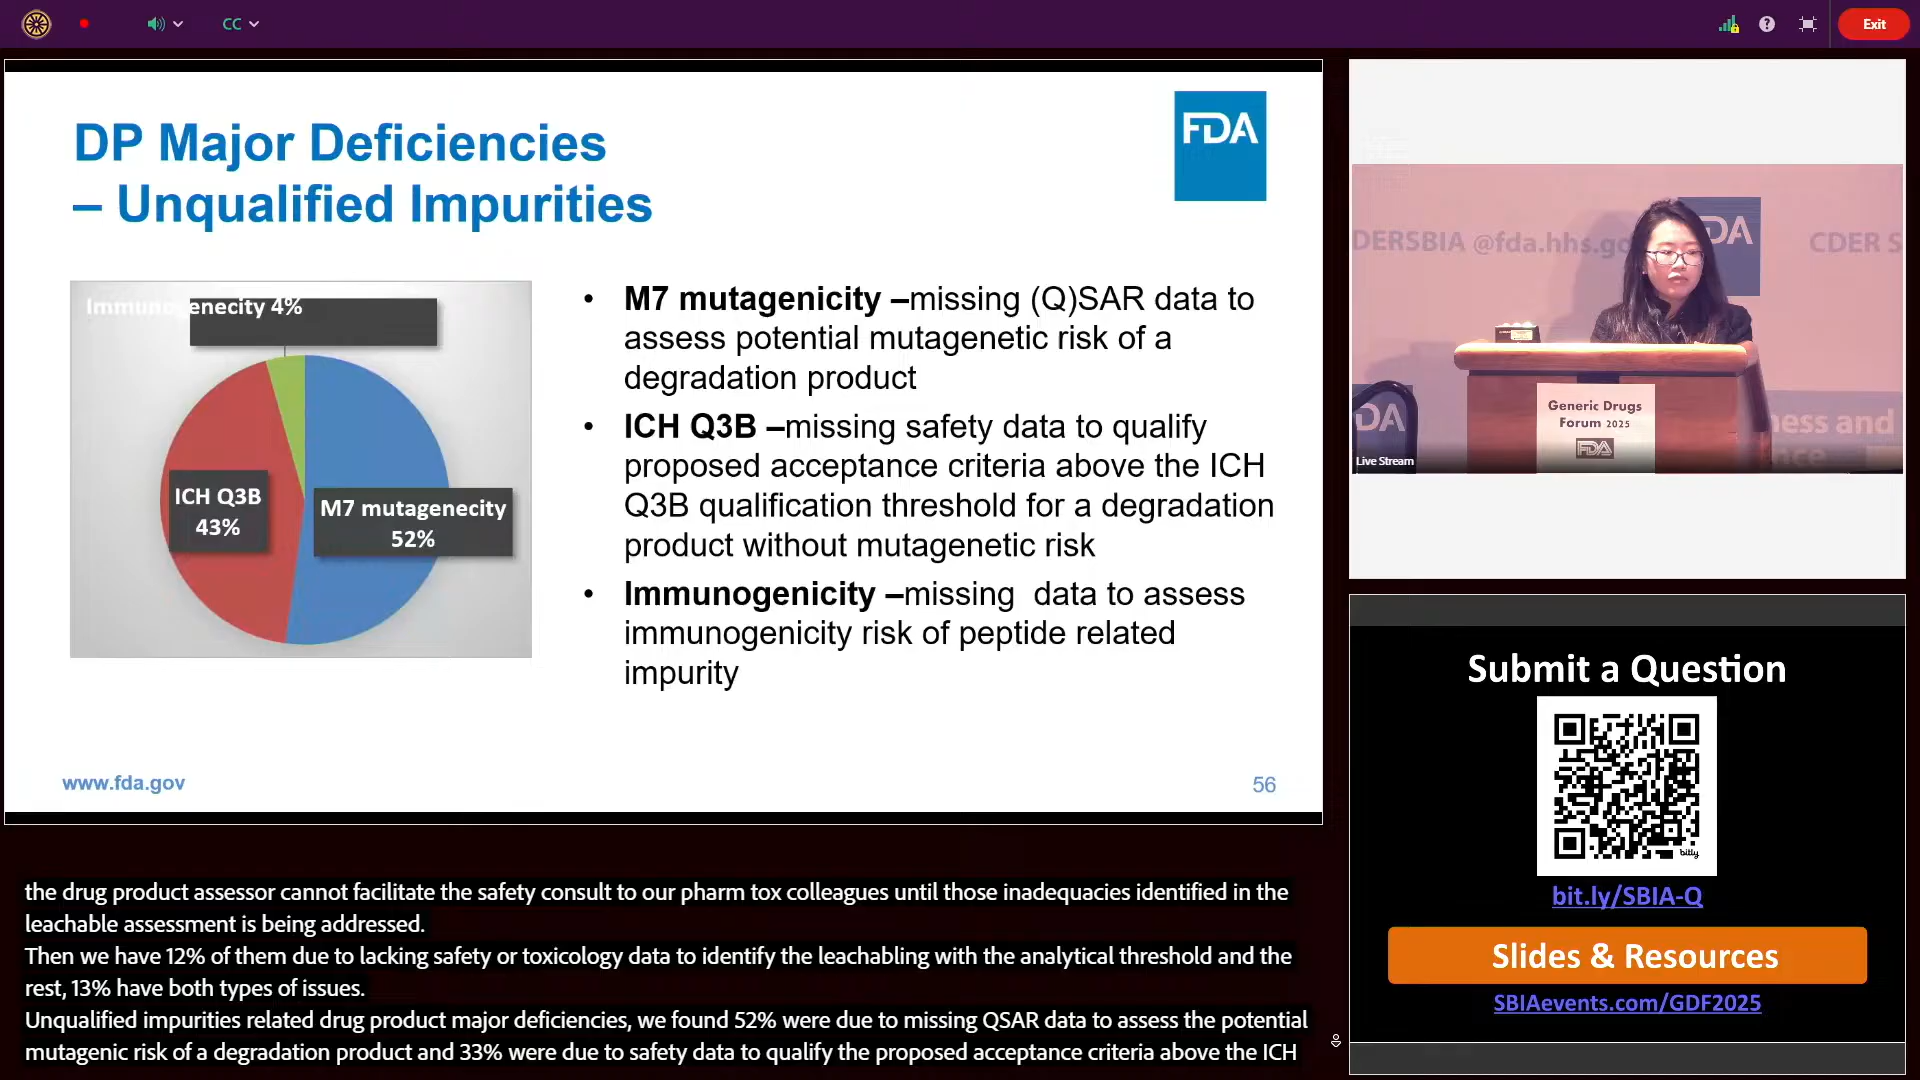 CC
Exit
DP Major Deficiencies
– Unqualified Impurities
FDA
Immunogenecity 4%
ICH Q3B
43%
M7 mutagenecity
52%
• M7 mutagenicity –missing (Q)SAR data to
assess potential mutagenetic risk of a
degradation product
• ICH Q3B –missing safety data to qualify
proposed acceptance criteria above the ICH
Q3B qualification threshold for a degradation
product without mutagenetic risk
• Immunogenicity –missing  data to assess
immunogenicity risk of peptide related
impurity
www.fda.gov
56
DERSBIA @fda.hhs.go
DA
CDER S
Generic Drugs
Forum 2025
FDA
DA
ness and
nce
Live Stream
Submit a Question
bitly
bit.ly/SBIA-Q
Slides & Resources
SBIAevents.com/GDF2025
the drug product assessor cannot facilitate the safety consult to our pharm tox colleagues until those inadequacies identified in the
leachable assessment is being addressed.
Then we have 12% of them due to lacking safety or toxicology data to identify the leachabling with the analytical threshold and the
rest, 13% have both types of issues.
Unqualified impurities related drug product major deficiencies, we found 52% were due to missing QSAR data to assess the potential
mutagenic risk of a degradation product and 33% were due to safety data to qualify the proposed acceptance criteria above the ICH